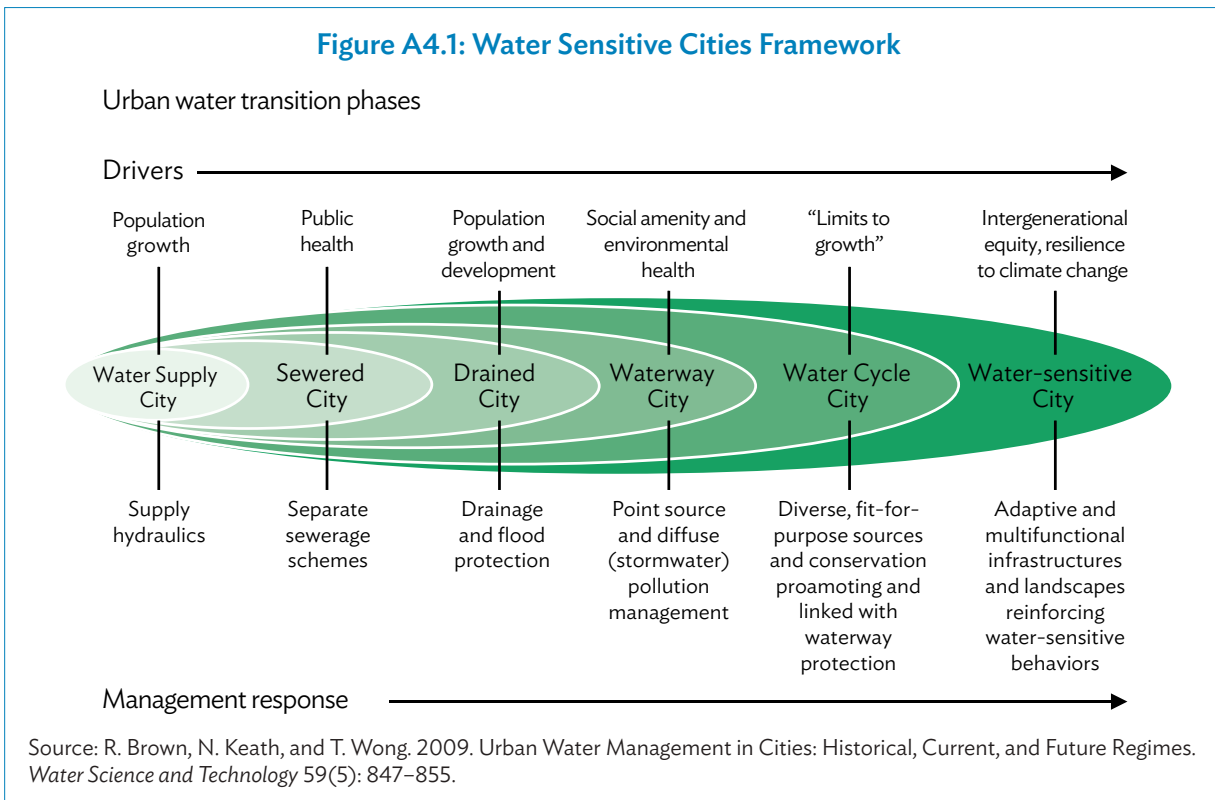 Figure A4.1: Water Sensitive Cities Framework
Urban water transition phases
Drivers
Population
growth
Public
health
Population
growth and
development
Social amenity and
environmental
health
“Limits to
growth”
Intergenerational
equity, resilience
to climate change
Water Supply
City
Sewered
City
Drained
City
Waterway
City
Water Cycle
City
Water-sensitive
City
Supply
hydraulics
Separate
sewerage
schemes
Drainage
and flood
protection
Point source
and diffuse
(stormwater)
pollution
management
Diverse, fit-for-
purpose sources
and conservation
proamoting and
linked with
waterway
protection
Adaptive and
multifunctional
infrastructures
and landscapes
reinforcing
water-sensitive
behaviors
Management response
Source: R. Brown, N. Keath, and T. Wong. 2009. Urban Water Management in Cities: Historical, Current, and Future Regimes.
Water Science and Technology 59(5): 847–855.